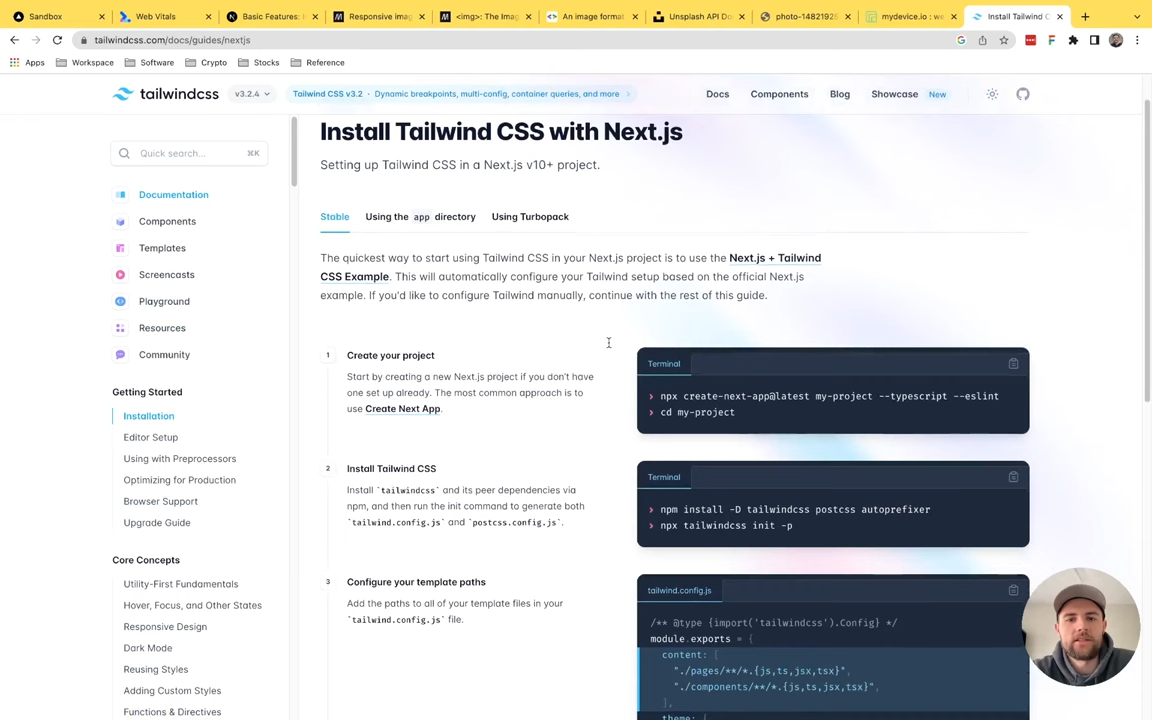 Sandbox
Web Vitals
Basic Features: I
Responsive ima
<img>: The Imag
An image format
Unsplash API Do
photo-14821925
mydevice.io : we
Install Tailwind C
tailwindcss.com/docs/guides/nextjs
Apps
Workspace
Software
Crypto
Stocks
Reference
tailwindcss
v3.2.4
Tailwind CSS v3.2 · Dynamic breakpoints, multi-config, container queries, and more
Docs
Components
Blog
Showcase
New
Quick search...
⌘K
Documentation
Components
Templates
Screencasts
Playground
Resources
Community
Getting Started
Installation
Editor Setup
Using with Preprocessors
Optimizing for Production
Browser Support
Upgrade Guide
Core Concepts
Utility-First Fundamentals
Hover, Focus, and Other States
Responsive Design
Dark Mode
Reusing Styles
Adding Custom Styles
Functions & Directives
Install Tailwind CSS with Next.js
Setting up Tailwind CSS in a Next.js v10+ project.
Stable
Using the app directory
Using Turbopack
The quickest way to start using Tailwind CSS in your Next.js project is to use the Next.js + Tailwind
CSS Example. This will automatically configure your Tailwind setup based on the official Next.js
example. If you'd like to configure Tailwind manually, continue with the rest of this guide.
1
Create your project
Start by creating a new Next.js project if you don't have
one set up already. The most common approach is to
use Create Next App.
Terminal
› npx create-next-app@latest my-project --typescript --eslint
› cd my-project
2
Install Tailwind CSS
Install `tailwindcss` and its peer dependencies via
npm, and then run the init command to generate both
`tailwind.config.js` and `postcss.config.js`.
Terminal
› npm install -D tailwindcss postcss autoprefixer
› npx tailwindcss init -p
3
Configure your template paths
Add the paths to all of your template files in your
`tailwind.config.js` file.
tailwind.config.js
/** @type {import('tailwindcss').Config} */
module.exports = {
content: [
"./pages/**/*.{js,ts,jsx,tsx}",
"./components/**/*.{js,ts,jsx,tsx}",
],
theme: {